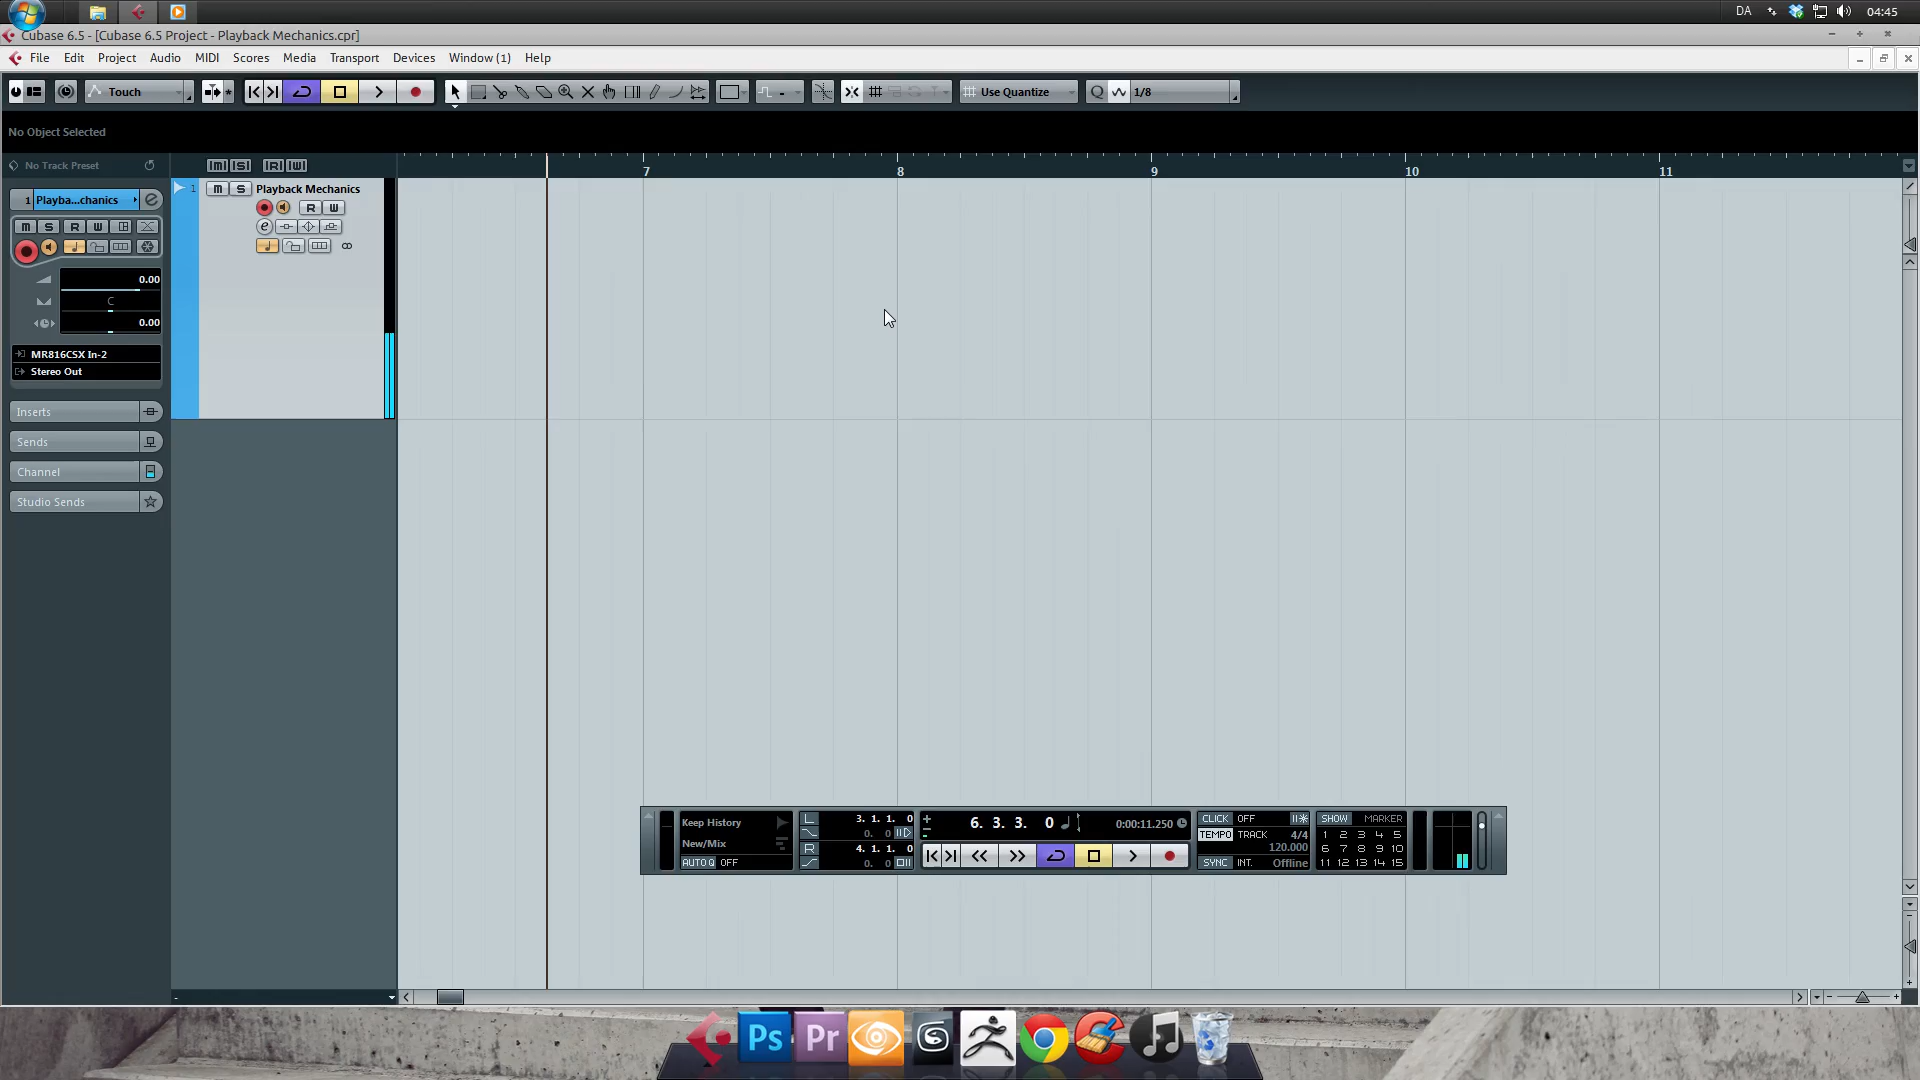 DA
04:45
Cubase 6.5 - [Cubase 6.5 Project - Playback Mechanics.cpr]
File Edit Project Audio MIDI Scores Media Transport Devices Window (1) Help
Touch
Use Quantize
Q
1/8
No Object Selected
No Track Preset
M S R W
7 8 9 10 11
1 Playba...chanics
e
1 M S Playback Mechanics
R W
e
M S R W
0.00
C
0.00
MR816CSX In-2
Stereo Out
Inserts
Sends
Channel
Studio Sends
Keep History
New/Mix
AUTO Q OFF
L 3. 1. 1. 0
0. 0
R 4. 1. 1. 0
0. 0
6. 3. 3. 0
0:00:11.250
CLICK OFF
TEMPO TRACK 4/4
120.000
SYNC INT. Offline
SHOW MARKER
1 2 3 4 5
6 7 8 9 10
11 12 13 14 15
Ps Pr